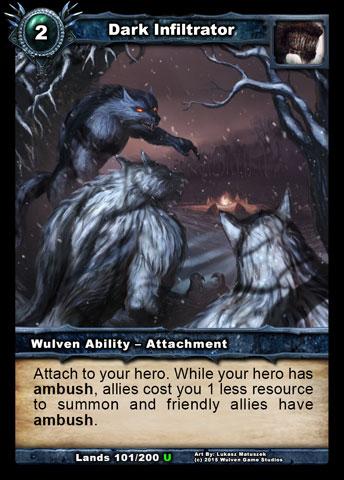 2
Dark Infiltrator
Wulven Ability – Attachment
Attach to your hero. While your hero has
ambush, allies cost you 1 less resource
to summon and friendly allies have
ambush.
Lands 101/200 U
Art By: Lukasz Matuszek
(c) 2015 Wulven Game Studios